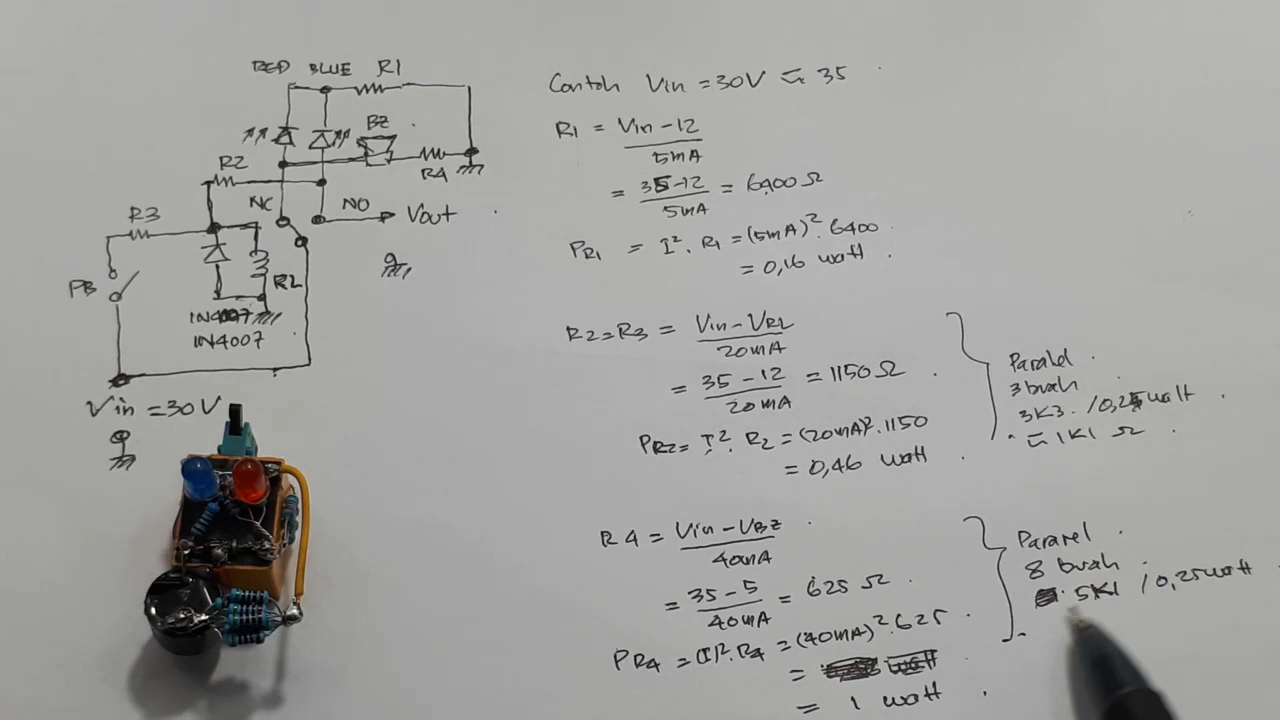 RED BLUE R1
BZ
R2
R4
NC NO Vout
R3
PB
RL
1N4007
1N4007
Vin = 30V
Contoh Vin = 30V ≈ 35
R1 = Vin - 12
5mA
= 35 - 12 = 6400 Ω
5mA
PR1 = I². R1 = (5mA)². 6400
= 0,16 watt
R2 = R3 = Vin - VRL
20mA
= 35 - 12 = 1150 Ω
20mA
PR2 = I². R2 = (20mA)². 1150
= 0,46 watt
Paralel
3 buah
3K3 / 0,25 watt
≈ 1K1 Ω
R4 = Vin - VBZ
40mA
= 35 - 5 = 625 Ω
40mA
PR4 = I². R4 = (40mA)². 625
= watt
= 1 watt
Pararel
8 buah
5K1 / 0,25 watt